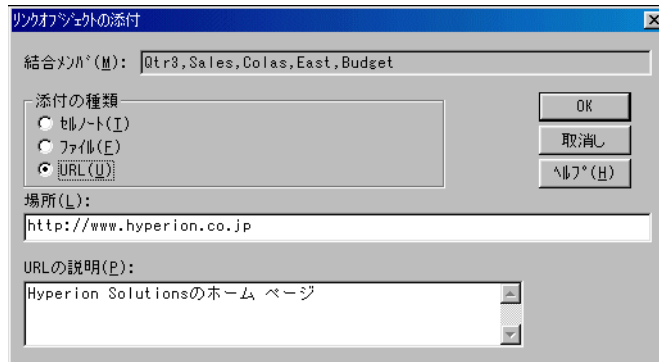 リンクオブジェクトの添付
結合メンバ(M): Qtr3,Sales,Colas,East,Budget
添付の種類
セルノート(I)
ファイル(F)
URL(U)
OK
取消し
ヘルプ(H)
場所(L):
http://www.hyperion.co.jp
URLの説明(P):
Hyperion Solutionsのホーム ページ